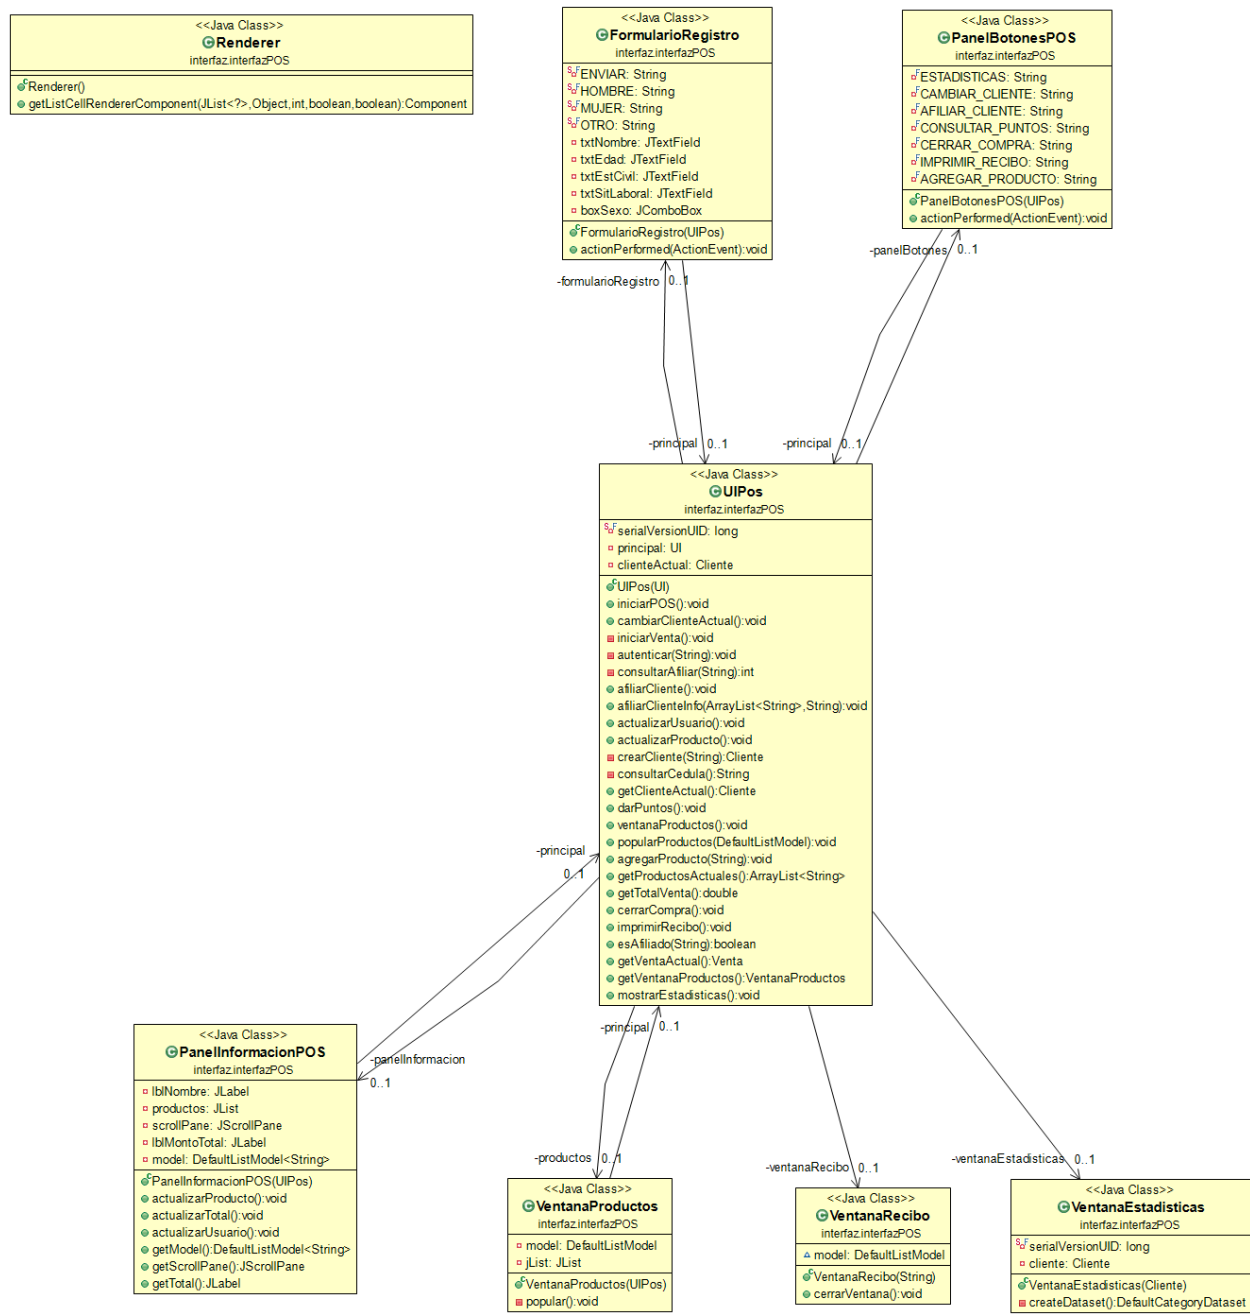 <<Java Class>>
Renderer
interfaz.interfazPOS
Renderer()
getListCellRendererComponent(JList<?>,Object,int,boolean,boolean):Component
<<Java Class>>
FormularioRegistro
interfaz.interfazPOS
ENVIAR: String
HOMBRE: String
MUJER: String
OTRO: String
txtNombre: JTextField
txtEdad: JTextField
txtEstCivil: JTextField
txtSitLaboral: JTextField
boxSexo: JComboBox
FormularioRegistro(UIPos)
actionPerformed(ActionEvent):void
<<Java Class>>
PanelBotonesPOS
interfaz.interfazPOS
ESTADISTICAS: String
CAMBIAR_CLIENTE: String
AFILIAR_CLIENTE: String
CONSULTAR_PUNTOS: String
CERRAR_COMPRA: String
IMPRIMIR_RECIBO: String
AGREGAR_PRODUCTO: String
PanelBotonesPOS(UIPos)
actionPerformed(ActionEvent):void
-formularioRegistro 0..1
-panelBotones 0..1
-principal 0..1
-principal 0..1
<<Java Class>>
UIPos
interfaz.interfazPOS
serialVersionUID: long
principal: UI
clienteActual: Cliente
UIPos(UI)
iniciarPOS():void
cambiarClienteActual():void
iniciarVenta():void
autenticar(String):void
consultarAfiliar(String):int
afiliarCliente():void
afiliarClienteInfo(ArrayList<String>,String):void
actualizarUsuario():void
actualizarProducto():void
crearCliente(String):Cliente
consultarCedula():String
getClienteActual():Cliente
darPuntos():void
ventanaProductos():void
popularProductos(DefaultListModel):void
agregarProducto(String):void
getProductosActuales():ArrayList<String>
getTotalVenta():double
cerrarCompra():void
imprimirRecibo():void
esAfiliado(String):boolean
getVentaActual():Venta
getVentanaProductos():VentanaProductos
mostrarEstadisticas():void
-principal
0..1
-panelInformacion
0..1
-principal 0..1
<<Java Class>>
PanelInformacionPOS
interfaz.interfazPOS
lblNombre: JLabel
productos: JList
scrollPane: JScrollPane
lblMontoTotal: JLabel
model: DefaultListModel<String>
PanelInformacionPOS(UIPos)
actualizarProducto():void
actualizarTotal():void
actualizarUsuario():void
getModel():DefaultListModel<String>
getScrollPane():JScrollPane
getTotal():JLabel
-productos 0..1
<<Java Class>>
VentanaProductos
interfaz.interfazPOS
model: DefaultListModel
jList: JList
VentanaProductos(UIPos)
popular():void
-ventanaRecibo 0..1
<<Java Class>>
VentanaRecibo
interfaz.interfazPOS
model: DefaultListModel
VentanaRecibo(String)
cerrarVentana():void
-ventanaEstadisticas 0..1
<<Java Class>>
VentanaEstadisticas
interfaz.interfazPOS
serialVersionUID: long
cliente: Cliente
VentanaEstadisticas(Cliente)
createDataset():DefaultCategoryDataset